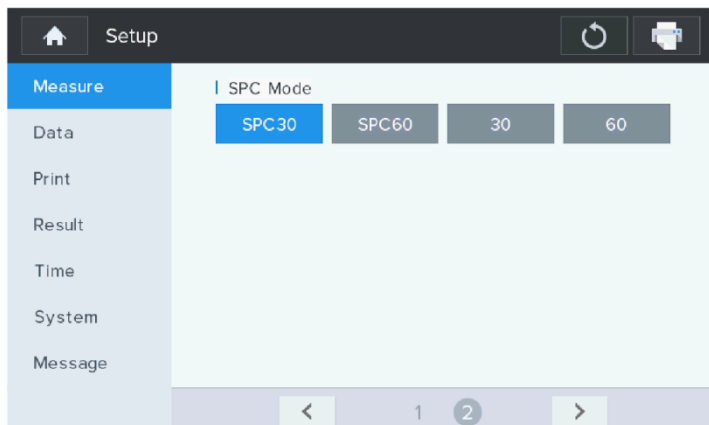 Setup
Measure
Data
Print
Result
Time
System
Message
SPC Mode
SPC30 SPC60 30 60
< 1 2 >